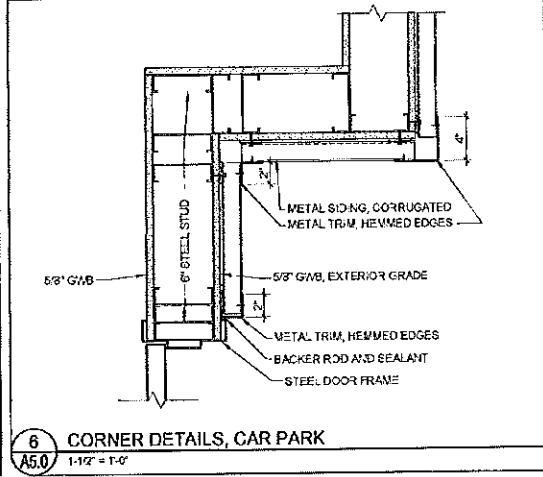 4"
2"
METAL SIDING, CORRUGATED
METAL TRIM, HEMMED EDGES
6" STEEL STUD
5/8" GWB
5/8" GWB, EXTERIOR GRADE
2"
METAL TRIM, HEMMED EDGES
BACKER ROD AND SEALANT
STEEL DOOR FRAME
6 CORNER DETAILS, CAR PARK
A5.0 1-1/2" = 1'-0"